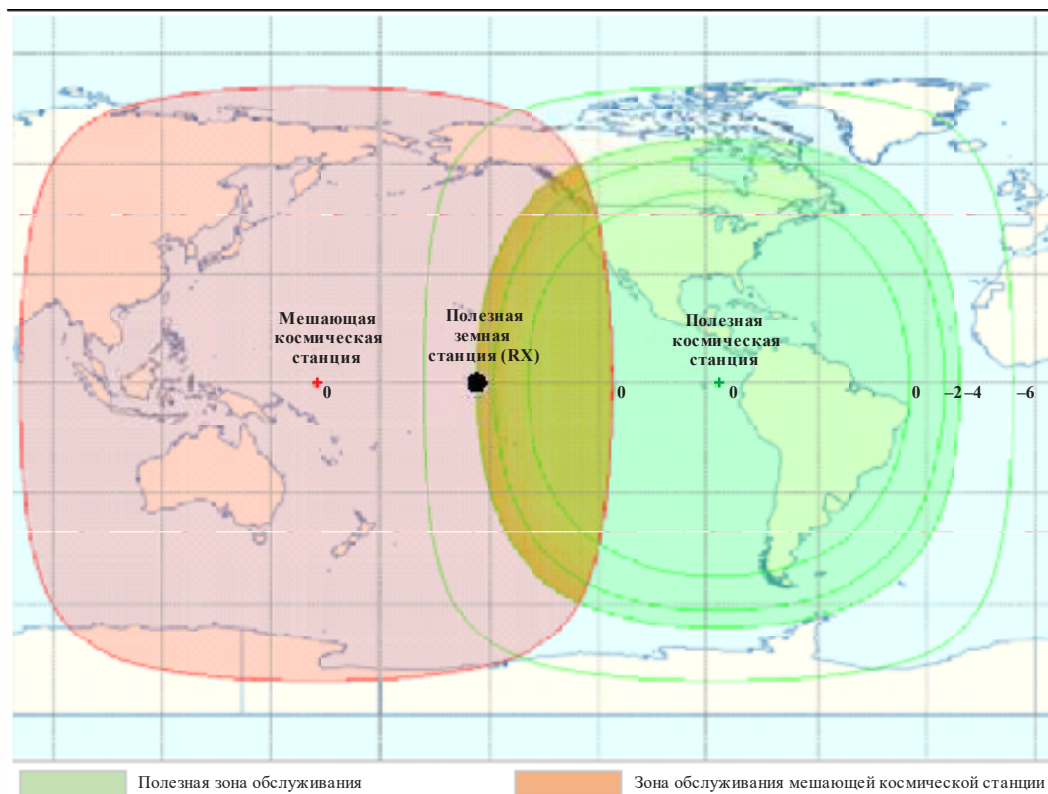 Мешающая
космическая
станция
Полезная
земная
станция (RX)
Полезная
космическая
станция
0
0
0
0
–2
–4
–6
Полезная зона обслуживания
Зона обслуживания мешающей космической станции